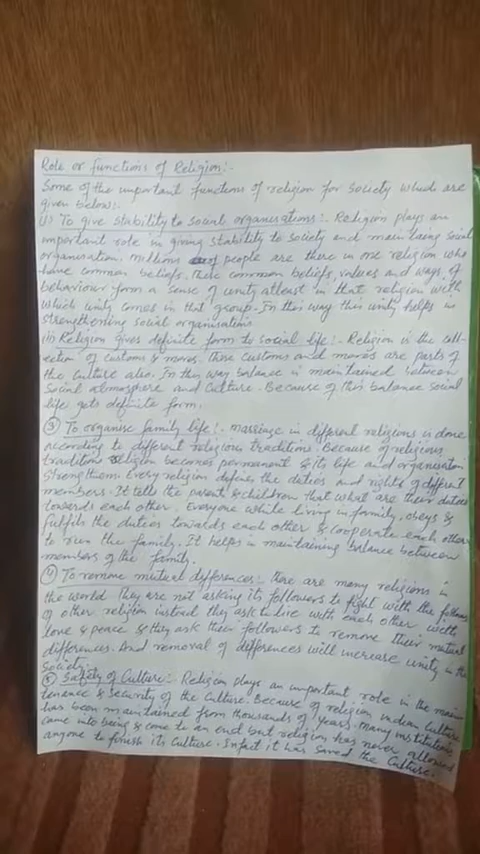 Role or functions of Religion:-
Some of the important functions of religion for society which are
given below:-
(i) To give stability to social organisations:- Religion plays an
important role in giving stability to society and maintaing social
organisation. Millions of people are there in one religion who
have common beliefs. These common beliefs, values and ways of
behaviour form a sense of unity atleast in that religion with
which unity comes in that group. In this way this unity helps in
strengthening social organisations
(ii) Religion gives definite form to social life:- Religion is the coll-
ection of customs & mores. These customs and mores are parts of
the culture also. In this way balance is maintained between
Social atmosphere and Culture. Because of this balance social
life gets definite form.
(3) To organise family life:- Marriage in different religions is done
according to different religious traditions. Because of religious
traditions religion becomes permanent & its life and organisation
strengthens. Every religion defines the duties and rights of different
members. It tells the parents & children that what are their duties
towards each other. Everyone while living in family, obeys &
fulfils the duties towards each other & cooperate each other
to run the family. It helps in maintaining balance between
members of the family.
(4) To remove mutual differences:- There are many religions in
the world. They are not asking its followers to fight with the follows
of other religion instead they ask to live with each other with
love & peace & they ask their followers to remove their mutual
differences. And removal of differences will increase unity in the
Society.
(5) Safety of Culture:- Religion plays an important role in the main-
tenance & security of the Culture. Because of religion Indian Culture
has been maintained from thousands of years. Many institutions
came into being & come to an end but religion has never allowed
anyone to finish its Culture. Infact it has saved the Culture.